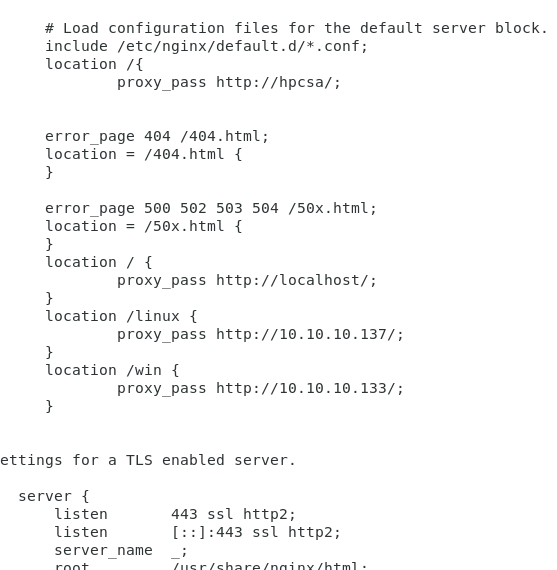 # Load configuration files for the default server block.
include /etc/nginx/default.d/*.conf;
location /{
proxy_pass http://hpcsa/;
error_page 404 /404.html;
location = /404.html {
}
error_page 500 502 503 504 /50x.html;
location = /50x.html {
}
location / {
proxy_pass http://localhost/;
}
location /linux {
proxy_pass http://10.10.10.137/;
}
location /win {
proxy_pass http://10.10.10.133/;
}
ettings for a TLS enabled server.
server {
listen 443 ssl http2;
listen [::]:443 ssl http2;
server_name _;
root /usr/share/nginx/html;